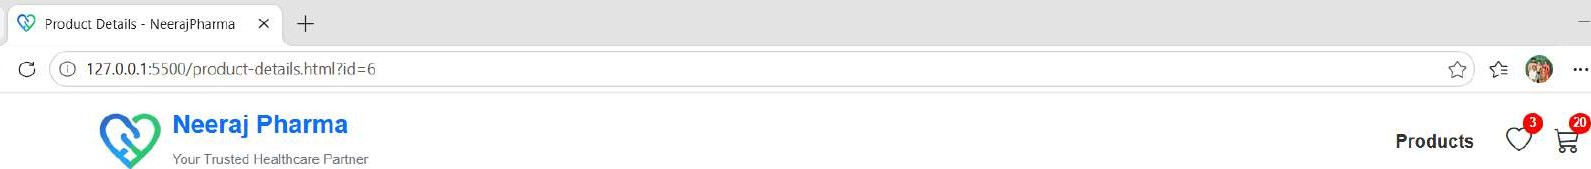 Product Details - NeerajPharma
127.0.0.1:5500/product-details.html?id=6
Neeraj Pharma
Your Trusted Healthcare Partner
Products
3
20